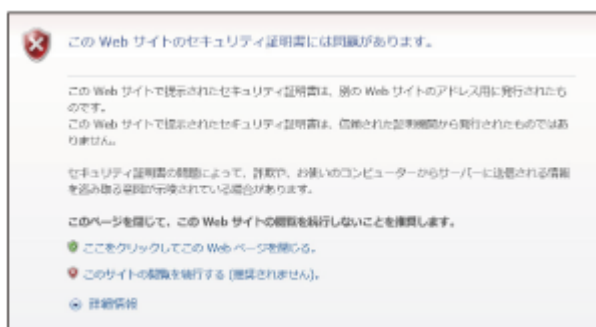 この Web サイトのセキュリティ証明書には問題があります。
この Web サイトで提示されたセキュリティ証明書は、別の Web サイトのアドレス用に発行されたも
のです。
この Web サイトで提示されたセキュリティ証明書は、信頼された証明機関から発行されたものではあ
りません。
セキュリティ証明書の問題によって、詐欺や、お使いのコンピューターからサーバーに送信される情報
を盗み取る意図が示唆されている場合があります。
このページを閉じて、この Web サイトの閲覧を続行しないことを推奨します。
ここをクリックしてこの Web ページを閉じる。
このサイトの閲覧を続行する (推奨されません)。
詳細情報